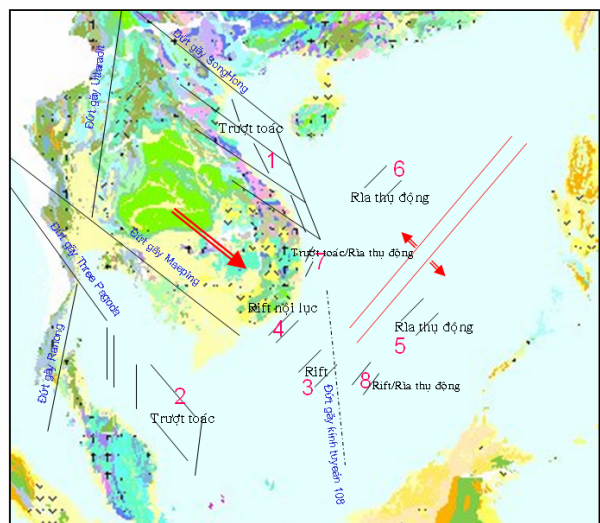 Đứt gãy SongHong
Đứt gãy Uttaradit
Trượt toác
1
6
Rìa thụ động
Đứt gãy Three Pagoda
Đứt gãy Maeping
Trượt toác/Rìa thụ động
7
Rift nội lục
4
Rìa thụ động
5
Đứt gãy Ranong
Rift
3
8
Rift/Rìa thụ động
2
Trượt toác
Đứt gãy kinh tuyeán 108